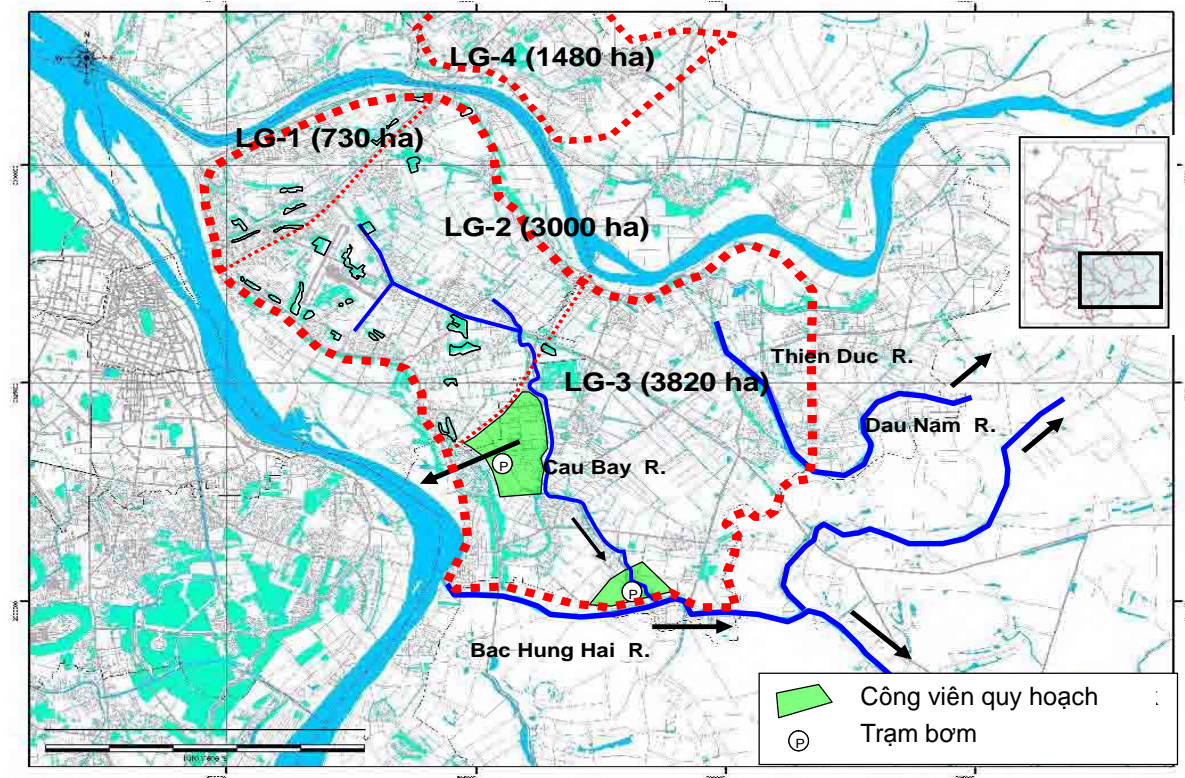 LG-4 (1480 ha)
LG-1 (730 ha)
LG-2 (3000 ha)
Thien Duc R.
LG-3 (3820 ha)
Dau Nam R.
P
Cau Bay R.
P
Bac Hung Hai R.
Công viên quy hoạch
Trạm bơm
P